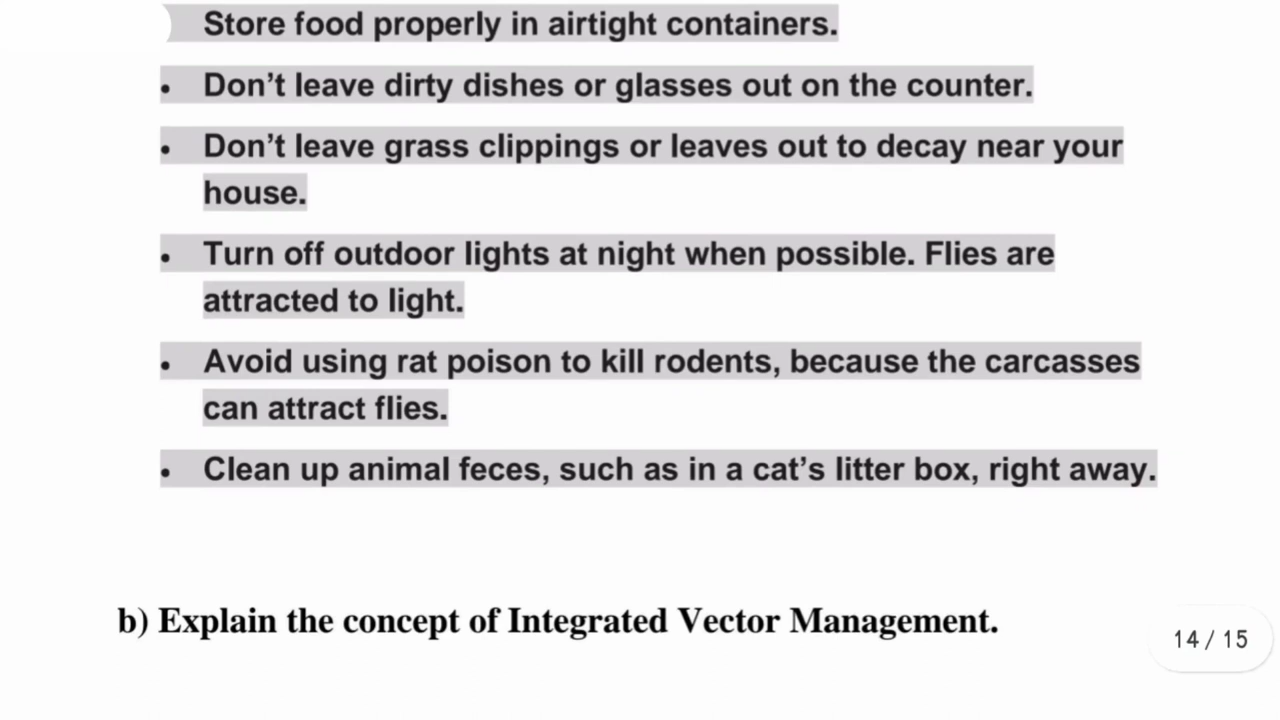 Store food properly in airtight containers.
• Don’t leave dirty dishes or glasses out on the counter.
• Don’t leave grass clippings or leaves out to decay near your
house.
• Turn off outdoor lights at night when possible. Flies are
attracted to light.
• Avoid using rat poison to kill rodents, because the carcasses
can attract flies.
• Clean up animal feces, such as in a cat’s litter box, right away.
b) Explain the concept of Integrated Vector Management.
14 / 15